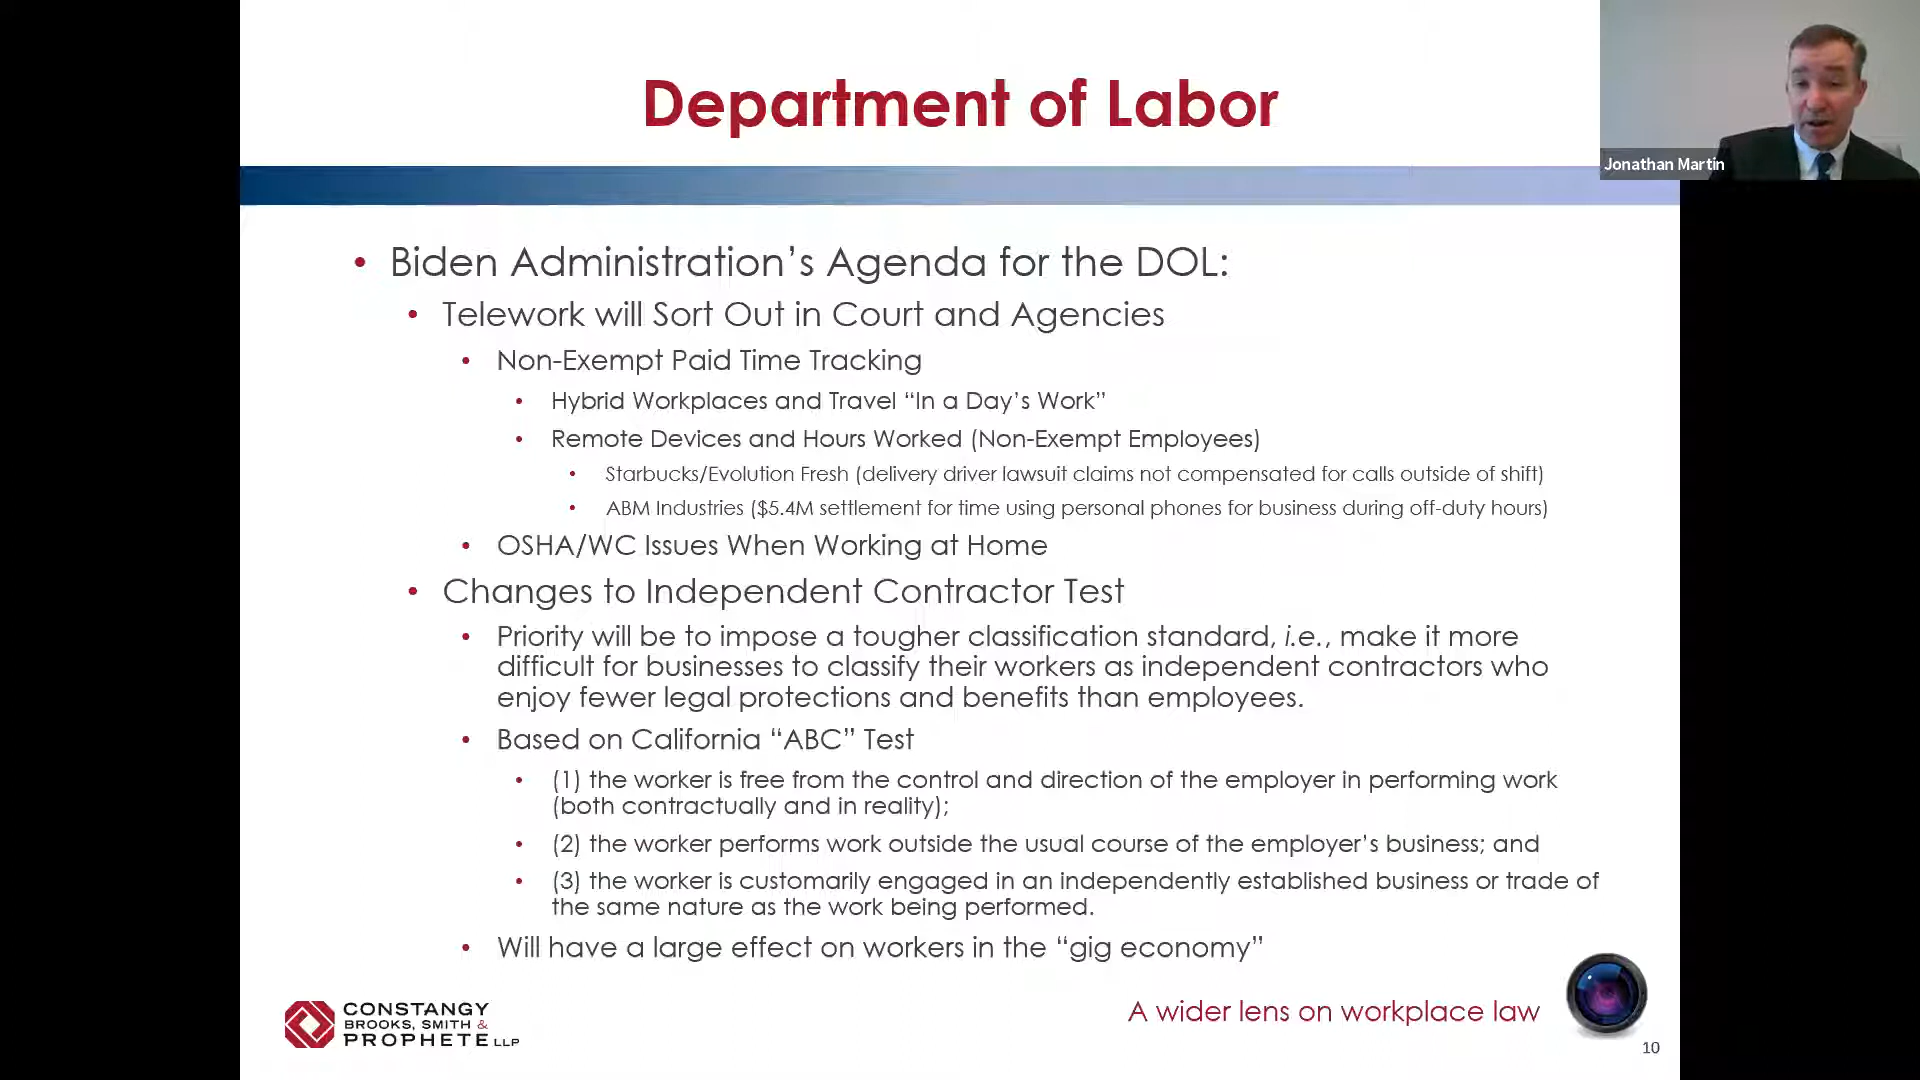 Department of Labor
Jonathan Martin
• Biden Administration’s Agenda for the DOL:
• Telework will Sort Out in Court and Agencies
• Non-Exempt Paid Time Tracking
• Hybrid Workplaces and Travel “In a Day’s Work”
• Remote Devices and Hours Worked (Non-Exempt Employees)
• Starbucks/Evolution Fresh (delivery driver lawsuit claims not compensated for calls outside of shift)
• ABM Industries ($5.4M settlement for time using personal phones for business during off-duty hours)
• OSHA/WC Issues When Working at Home
• Changes to Independent Contractor Test
• Priority will be to impose a tougher classification standard, i.e., make it more
difficult for businesses to classify their workers as independent contractors who
enjoy fewer legal protections and benefits than employees.
• Based on California “ABC” Test
• (1) the worker is free from the control and direction of the employer in performing work
(both contractually and in reality);
• (2) the worker performs work outside the usual course of the employer’s business; and
• (3) the worker is customarily engaged in an independently established business or trade of
the same nature as the work being performed.
• Will have a large effect on workers in the “gig economy”
CONSTANGY
BROOKS, SMITH &
PROPHETE LLP
A wider lens on workplace law
10